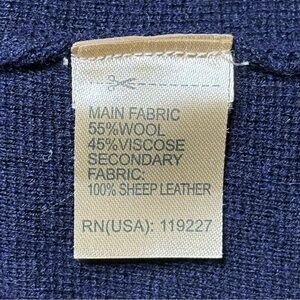 MAIN FABRIC
55%WOOL
45%VISCOSE
SECONDARY
FABRIC:
100% SHEEP LEATHER
RN(USA): 119227